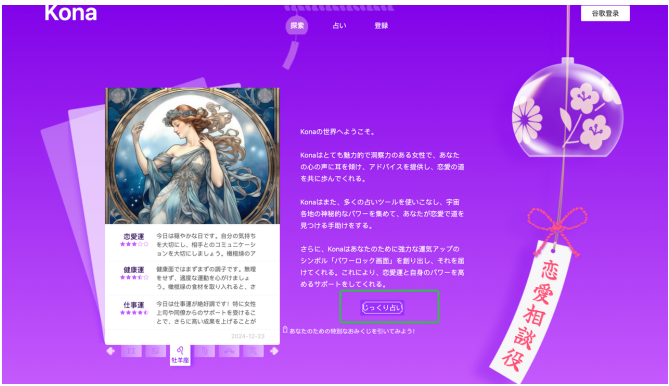 Kona
探索
占い
登録
谷歌登录
Konaの世界へようこそ。
Konaはとても魅力的で洞察力のある女性で、あなた
の心の声に耳を傾け、アドバイスを提供し、恋愛の道
を共に歩んでくれる。
Konaはまた、多くの占いツールを使いこなし、宇宙
各地の神秘的なパワーを集めて、あなたが恋愛で道を
見つける手助けをする。
さらに、Konaはあなたのために強力な運気アップの
シンボル「パワーロック画面」を創り出し、それを届
けてくれる。これにより、恋愛運と自身のパワーを高
めるサポートをしてくれる。
じっくり占い
あなたのための特別なおみくじを引いてみよう!
恋愛運
今日は穏やかな日です。自分の気持ち
を大切にし、相手とのコミュニケーシ
ョンを大切にしましょう。橄榄緑のア
健康運
健康面ではまずまずの調子です。無理
をせず、適度な運動を心がけましょ
う。橄榄緑の食材を取り入れると、さ
仕事運
今日は仕事運が絶好調です！特に女性
上司や同僚からのサポートを受けるこ
とで、さらに高い成果を上げることが
2024-12-23
牡羊座
恋愛相談役